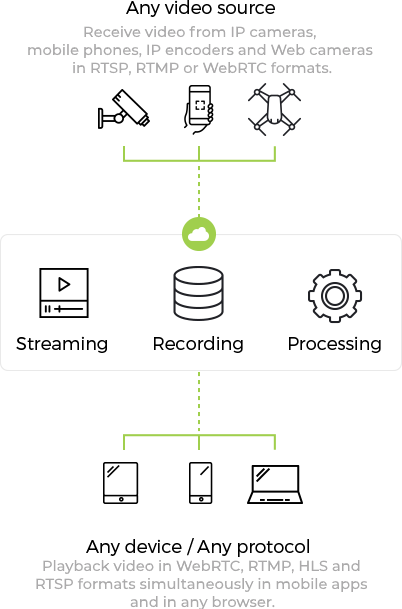 Any video source
Receive video from IP cameras,
mobile phones, IP encoders and Web cameras
in RTSP, RTMP or WebRTC formats.
Streaming
Recording
Processing
Any device / Any protocol
Playback video in WebRTC, RTMP, HLS and
RTSP formats simultaneously in mobile apps
and in any browser.